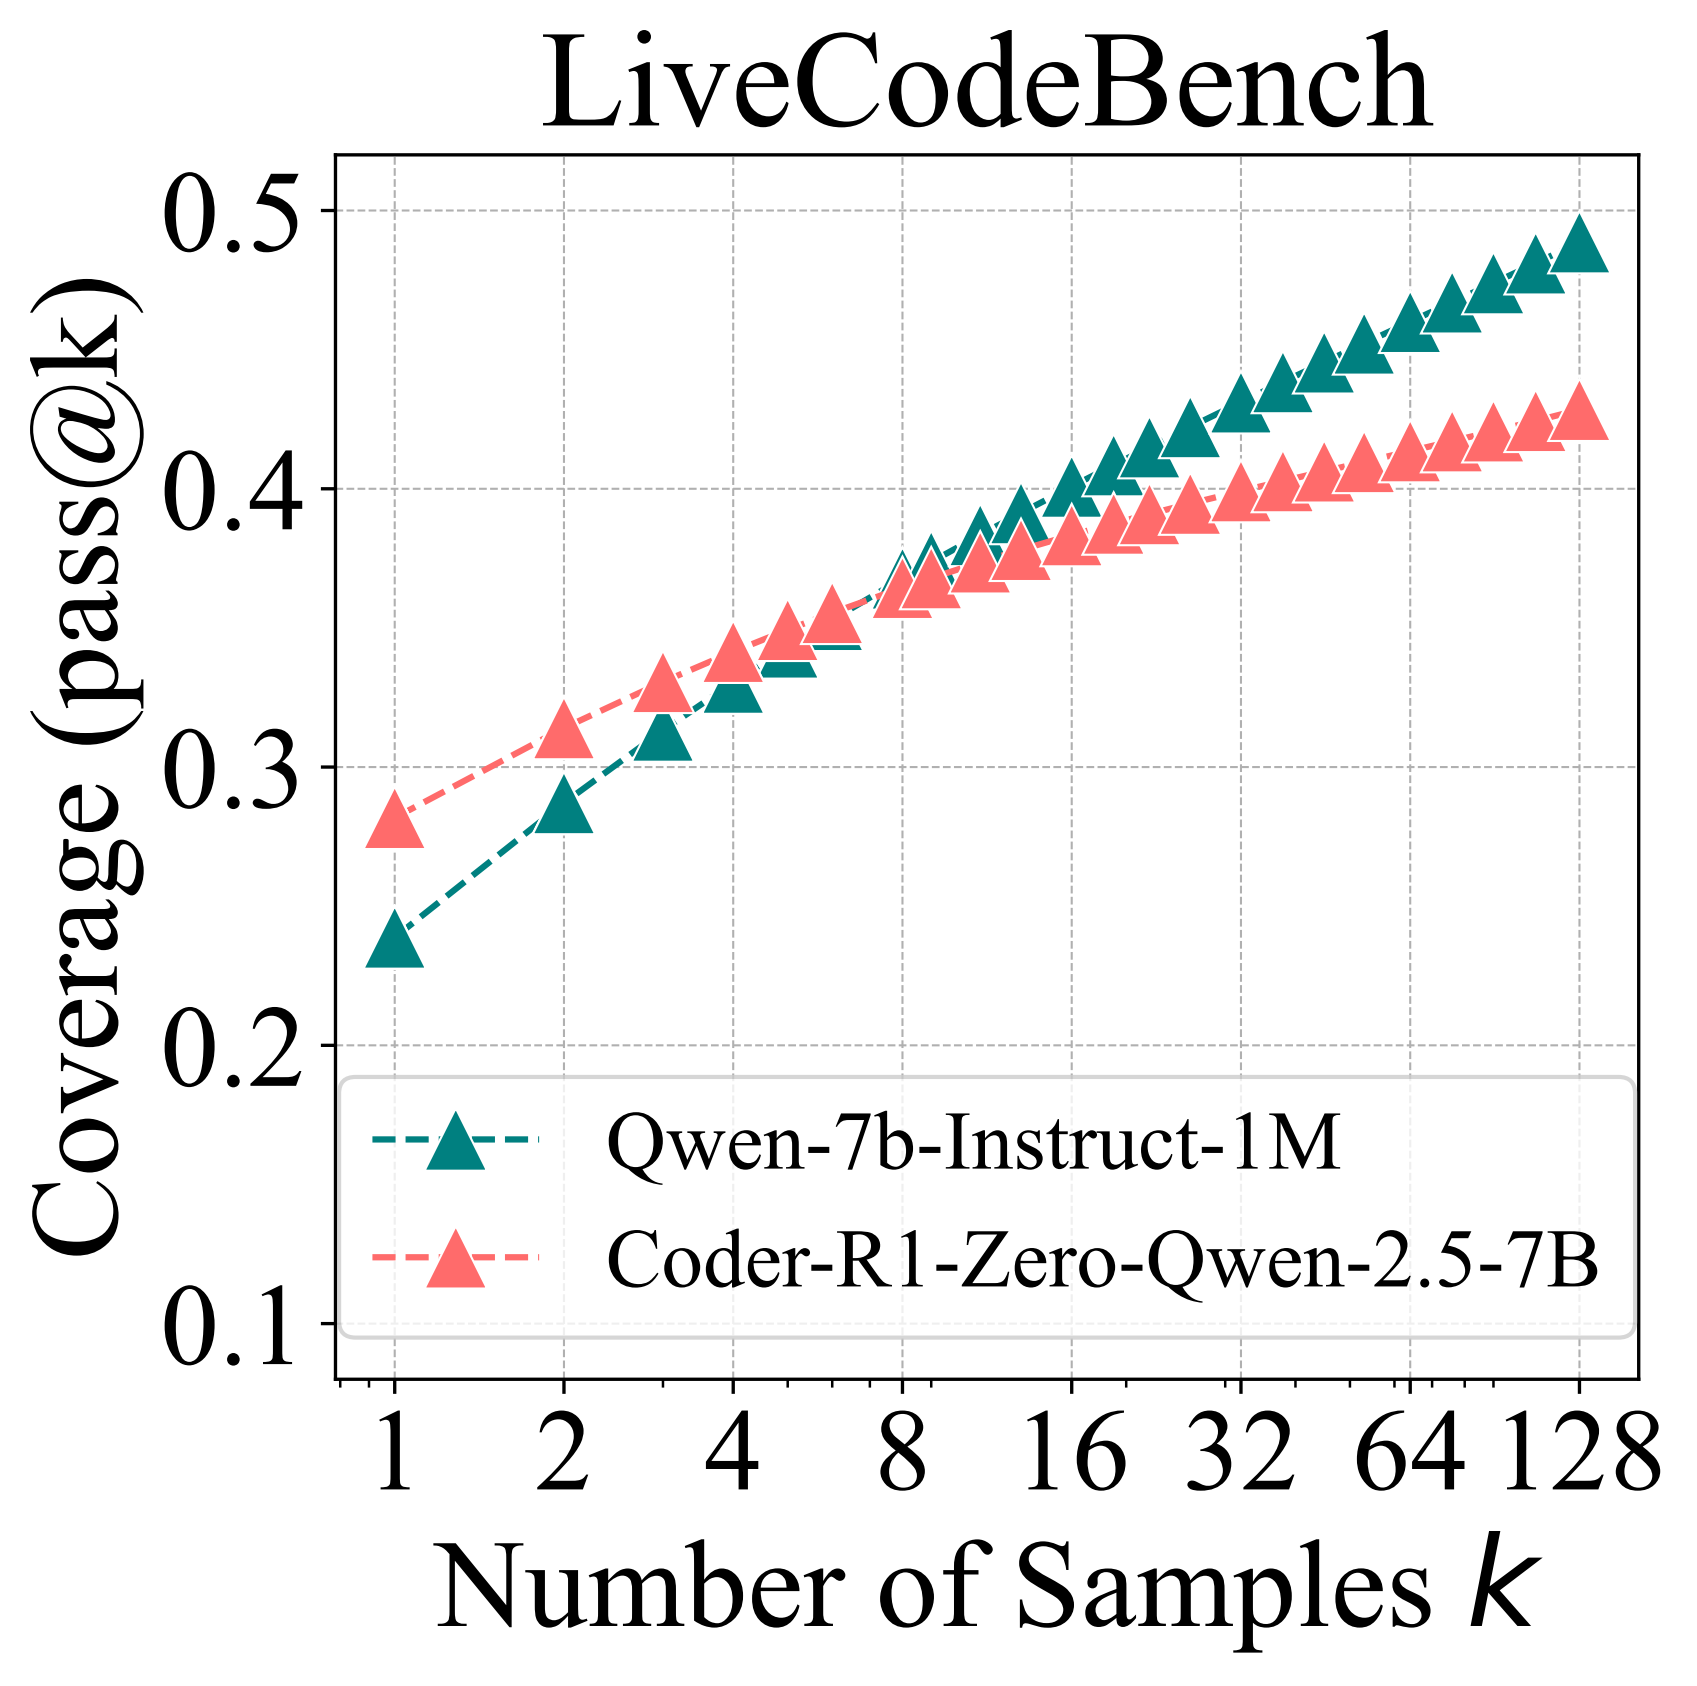 LiveCodeBench
Coverage (pass@k)
0.5
0.4
0.3
0.2
0.1
Qwen-7b-Instruct-1M
Coder-R1-Zero-Qwen-2.5-7B
1 2 4 8 16 32 64 128
Number of Samples k